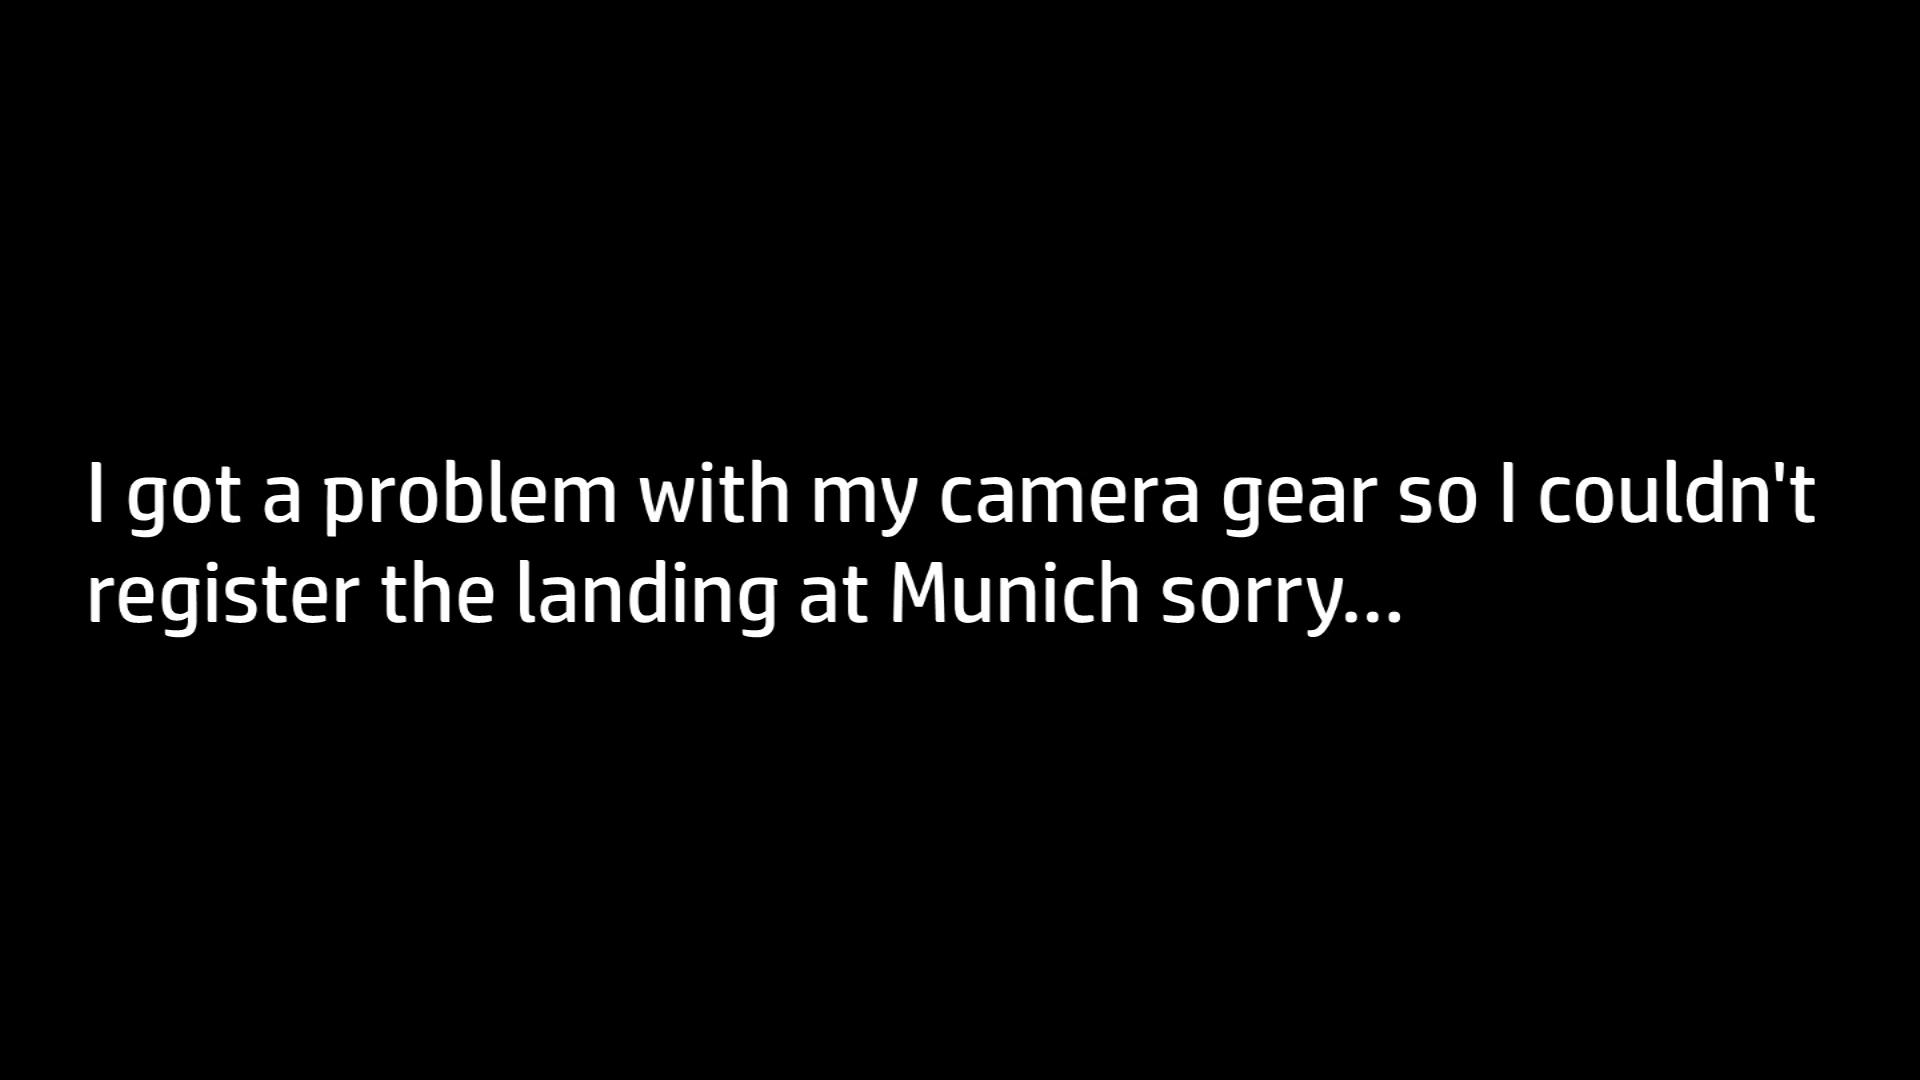 I got a problem with my camera gear so I couldn't
register the landing at Munich sorry...